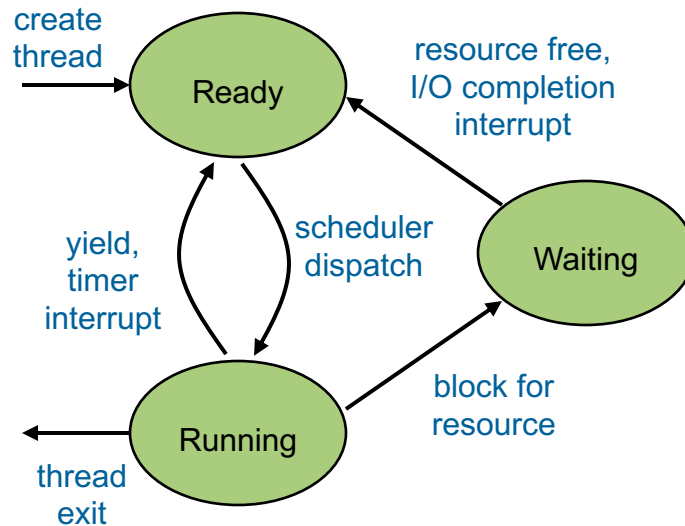 create
thread
Ready
resource free,
I/O completion
interrupt
yield,
timer
interrupt
scheduler
dispatch
Waiting
block for
resource
Running
thread
exit